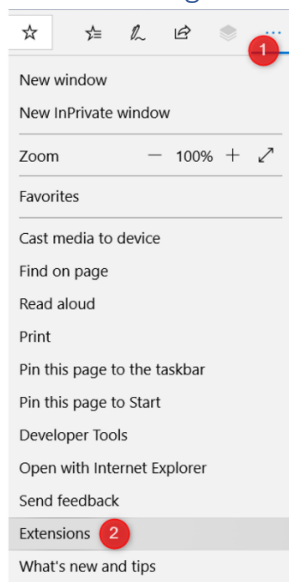 1
New window
New InPrivate window
Zoom — 100% +
Favorites
Cast media to device
Find on page
Read aloud
Print
Pin this page to the taskbar
Pin this page to Start
Developer Tools
Open with Internet Explorer
Send feedback
Extensions 2
What's new and tips